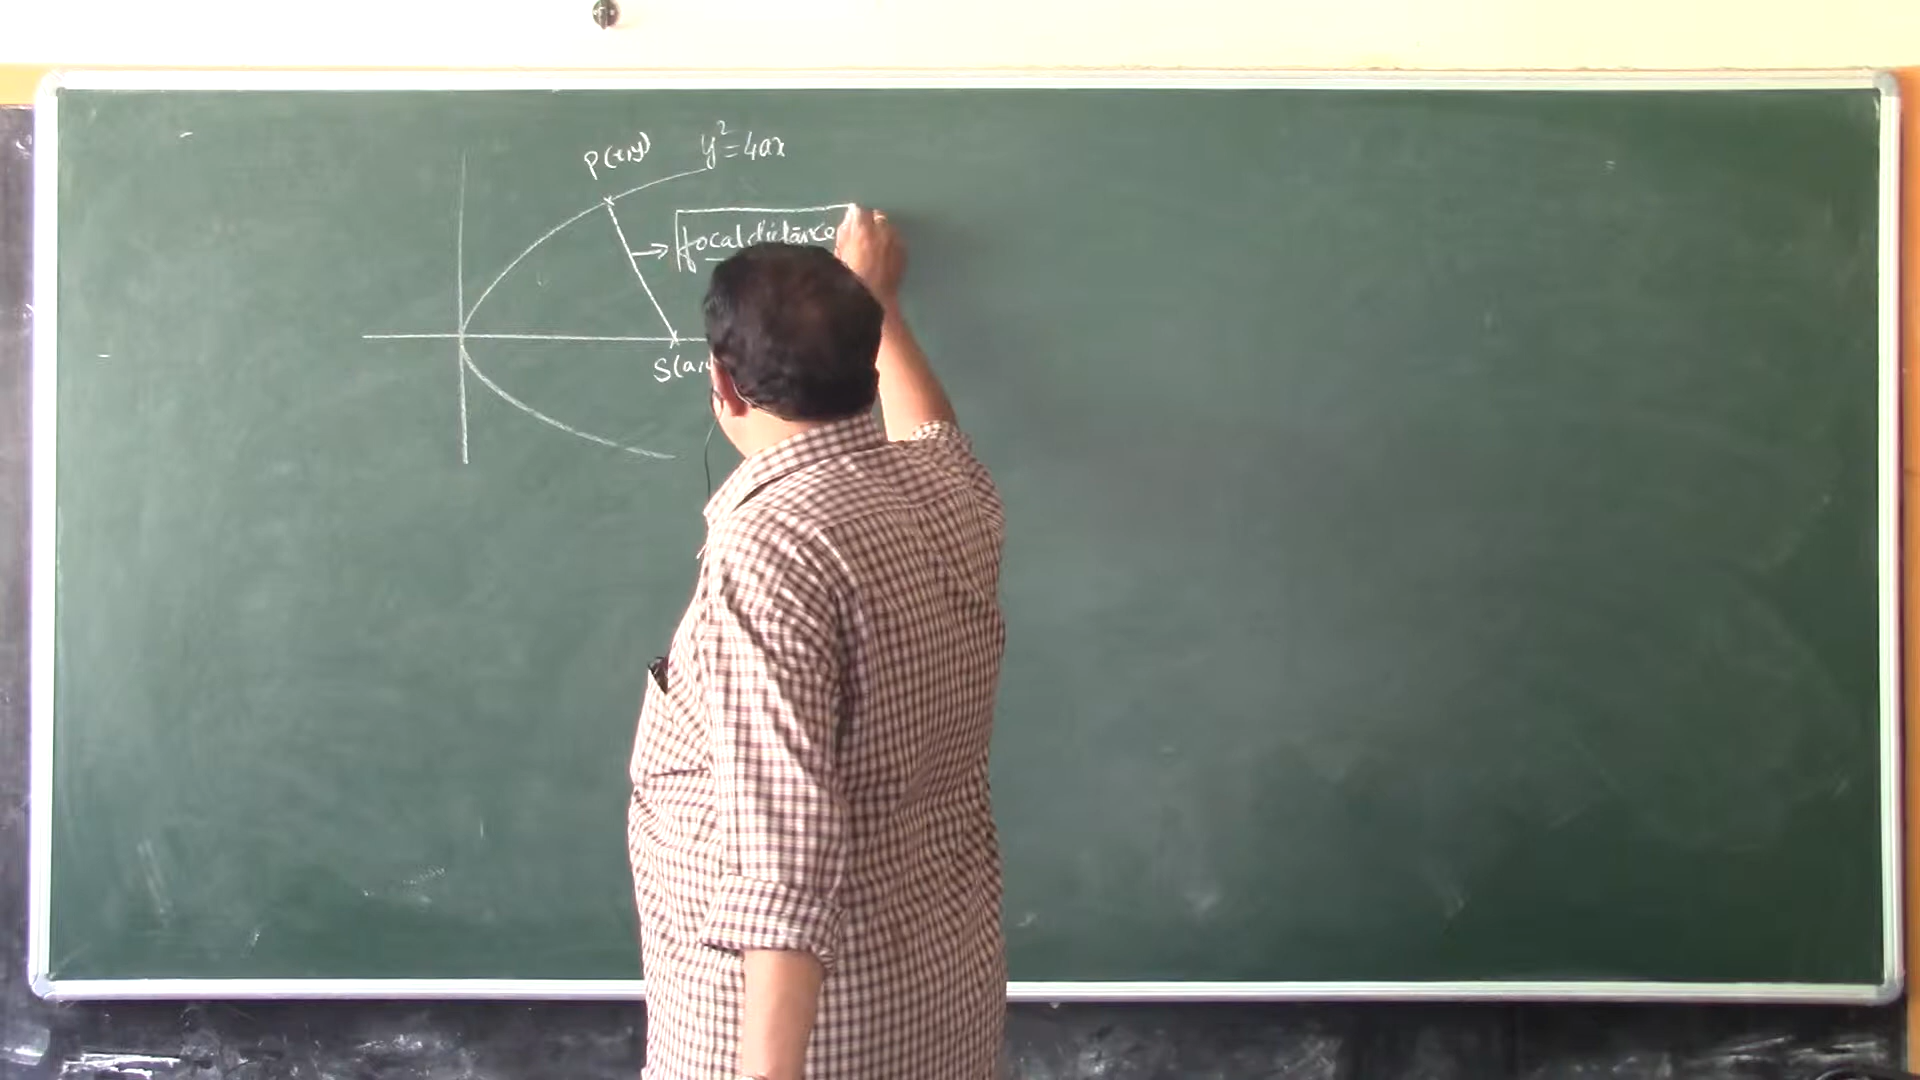 P(x,y) y²=4ax
focal distance
S(a,